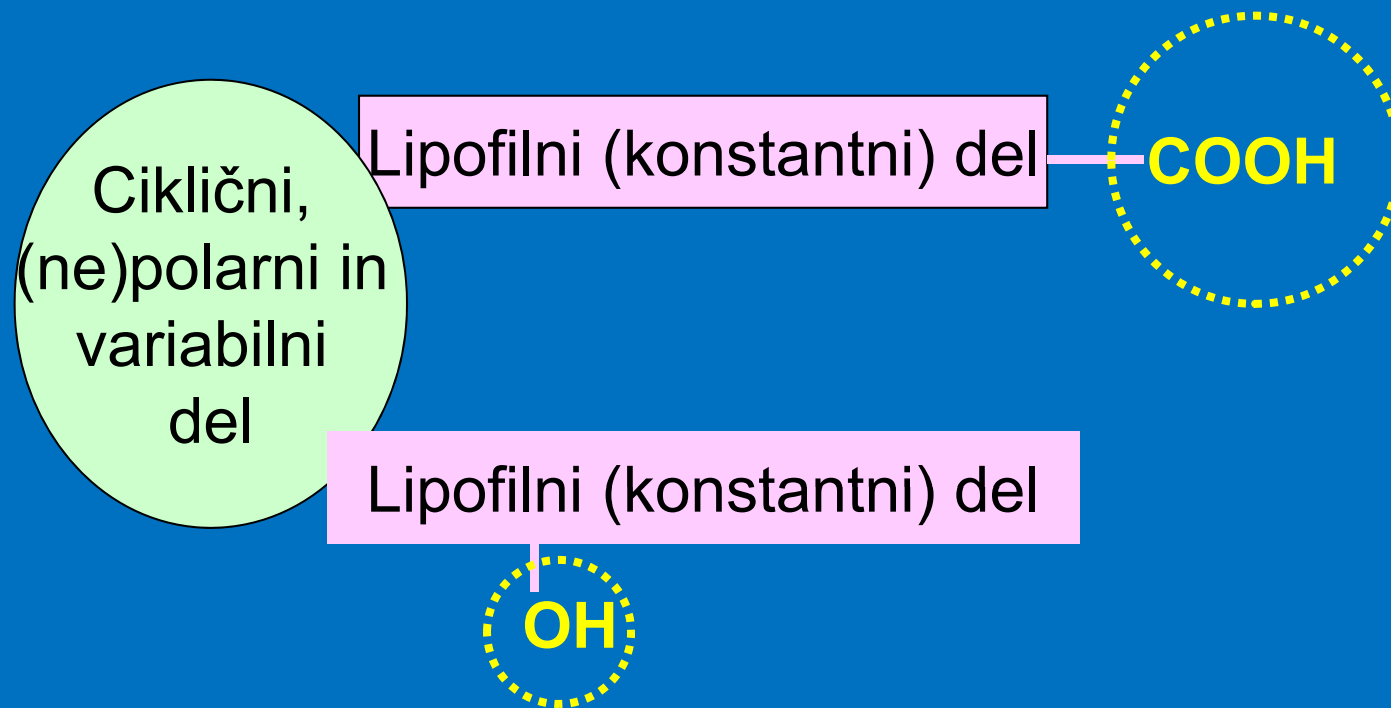 Lipofilni (konstantni) del
COOH
Ciklični,
(ne)polarni in
variabilni
del
Lipofilni (konstantni) del
OH